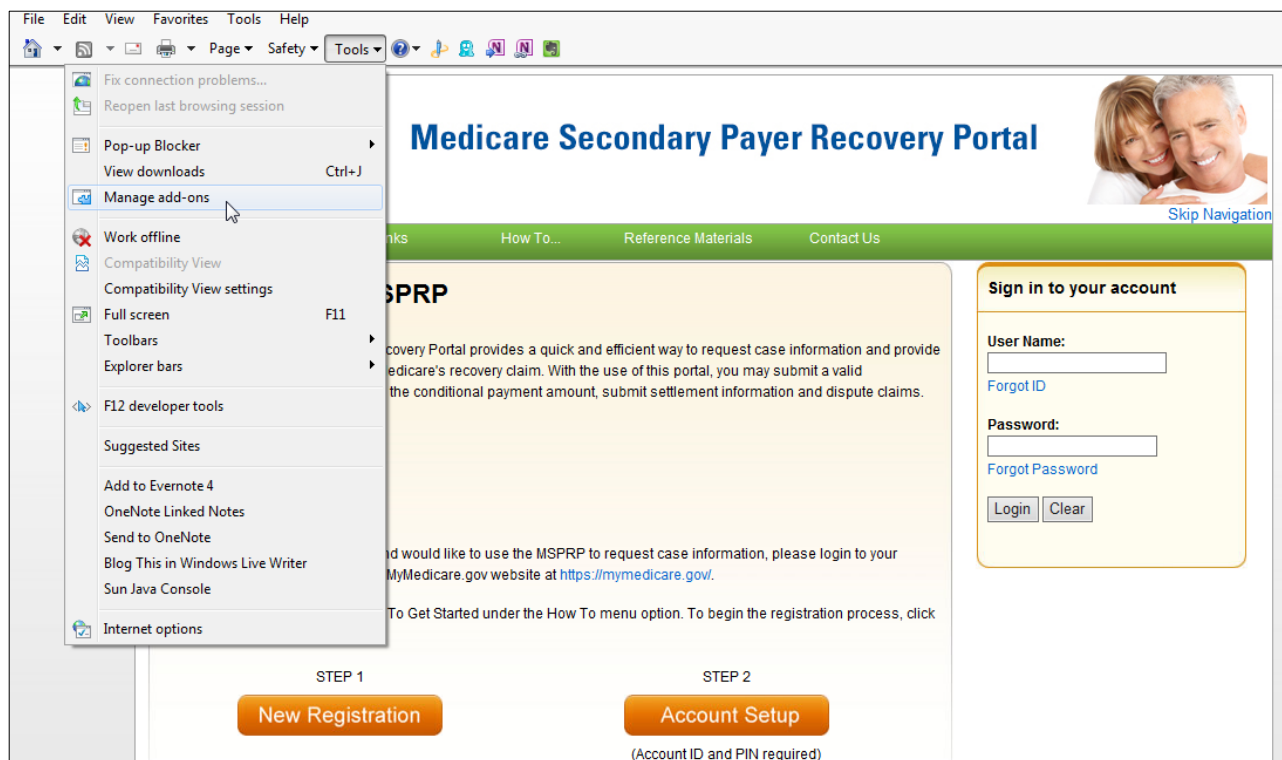 File Edit View Favorites Tools Help
Page Safety Tools
Fix connection problems...
Reopen last browsing session
Pop-up Blocker
View downloads Ctrl+J
Manage add-ons
Work offline
Compatibility View
Compatibility View settings
Full screen F11
Toolbars
Explorer bars
F12 developer tools
Suggested Sites
Add to Evernote 4
OneNote Linked Notes
Send to OneNote
Blog This in Windows Live Writer
Sun Java Console
Internet options
Medicare Secondary Payer Recovery Portal
Skip Navigation
nks How To... Reference Materials Contact Us
SPRP
covery Portal provides a quick and efficient way to request case information and provide
edicare's recovery claim. With the use of this portal, you may submit a valid
the conditional payment amount, submit settlement information and dispute claims.
nd would like to use the MSPRP to request case information, please login to your
MyMedicare.gov website at https://mymedicare.gov/.
To Get Started under the How To menu option. To begin the registration process, click
STEP 1
New Registration
STEP 2
Account Setup
(Account ID and PIN required)
Sign in to your account
User Name:
Forgot ID
Password:
Forgot Password
Login Clear